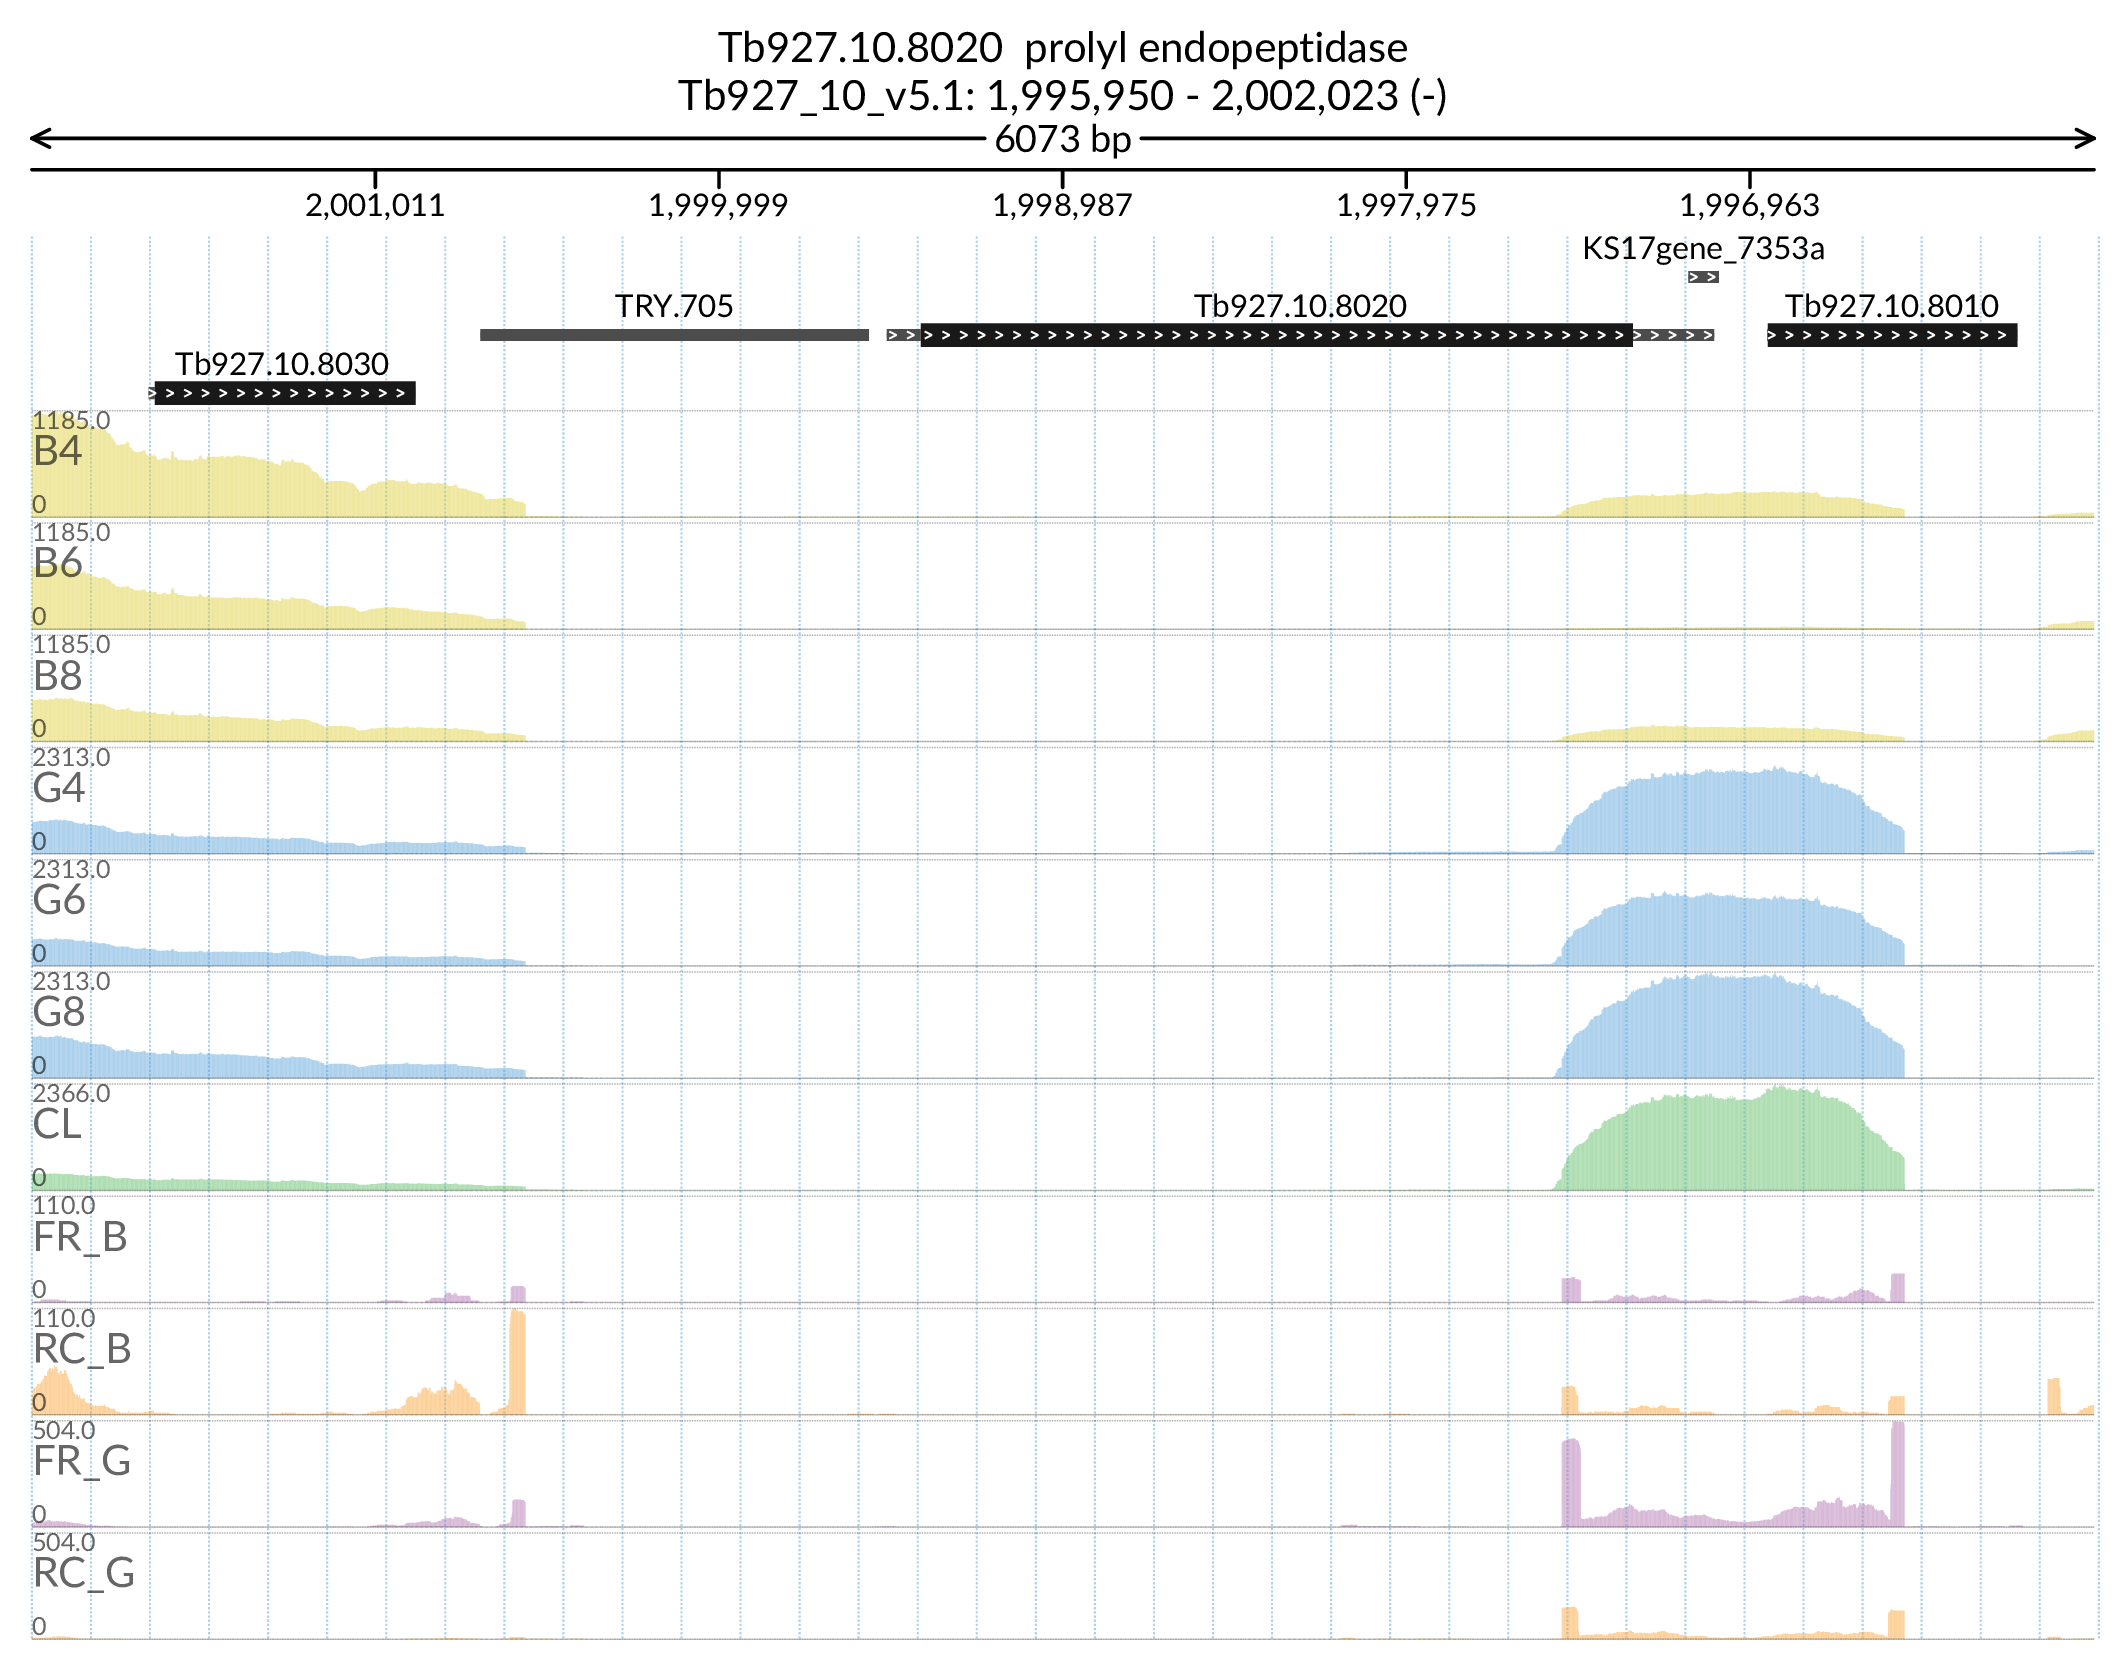 Tb927.10.8020 prolyl endopeptidase
Tb927_10_v5.1: 1,995,950 - 2,002,023 (-)
6073 bp
2,001,011 1,999,999 1,998,987 1,997,975 1,996,963
KS17gene_7353a
TRY.705 Tb927.10.8020 Tb927.10.8010
Tb927.10.8030
1185.0
B4
0
1185.0
B6
0
1185.0
B8
0
2313.0
G4
0
2313.0
G6
0
2313.0
G8
0
2366.0
CL
0
110.0
FR_B
0
110.0
RC_B
0
504.0
FR_G
0
504.0
RC_G
0